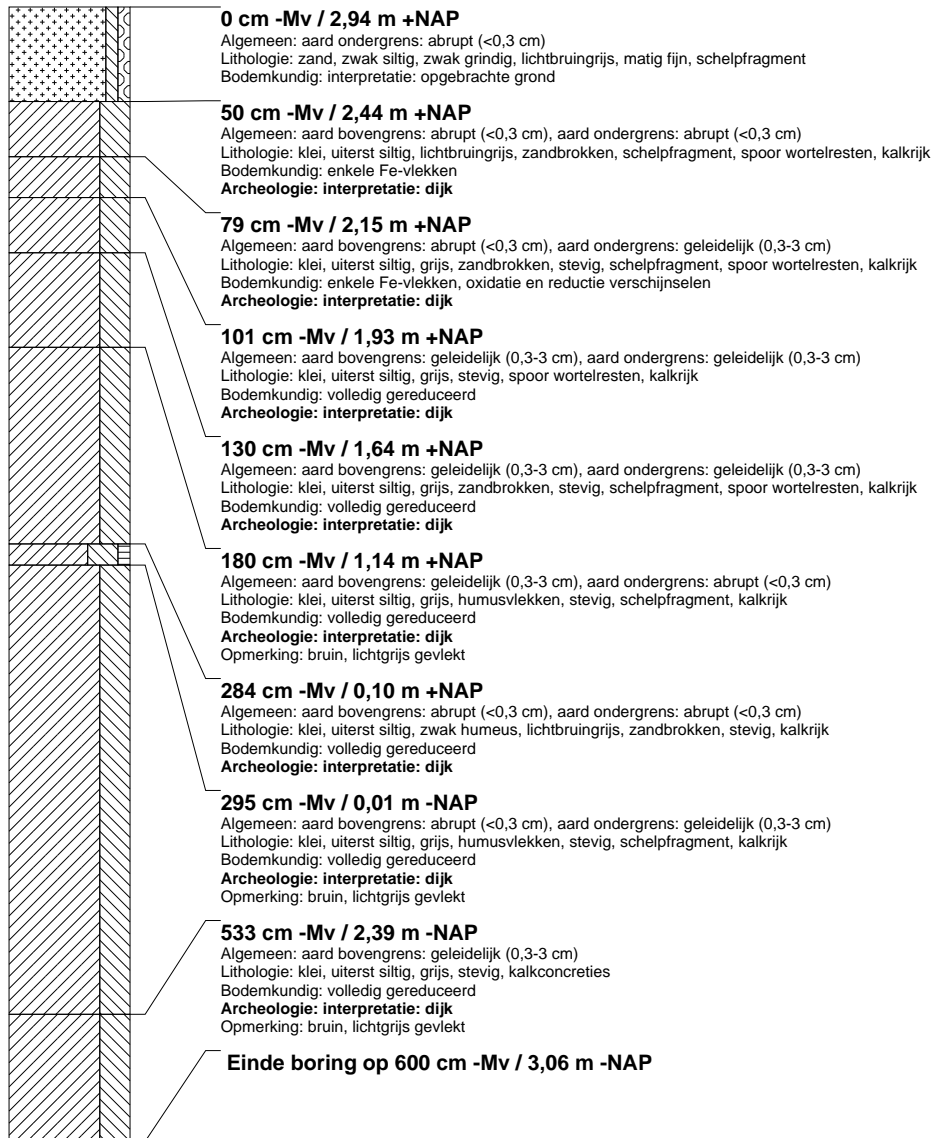 0 cm -Mv / 2,94 m +NAP
Algemeen: aard ondergrens: abrupt (<0,3 cm)
Lithologie: zand, zwak siltig, zwak grindig, lichtbruingrijs, matig fijn, schelpfragment
Bodemkundig: interpretatie: opgebrachte grond
50 cm -Mv / 2,44 m +NAP
Algemeen: aard bovengrens: abrupt (<0,3 cm), aard ondergrens: abrupt (<0,3 cm)
Lithologie: klei, uiterst siltig, lichtbruingrijs, zandbrokken, schelpfragment, spoor wortelresten, kalkrijk
Bodemkundig: enkele Fe-vlekken
Archeologie: interpretatie: dijk
79 cm -Mv / 2,15 m +NAP
Algemeen: aard bovengrens: abrupt (<0,3 cm), aard ondergrens: geleidelijk (0,3-3 cm)
Lithologie: klei, uiterst siltig, grijs, zandbrokken, stevig, schelpfragment, spoor wortelresten, kalkrijk
Bodemkundig: enkele Fe-vlekken, oxidatie en reductie verschijnselen
Archeologie: interpretatie: dijk
101 cm -Mv / 1,93 m +NAP
Algemeen: aard bovengrens: geleidelijk (0,3-3 cm), aard ondergrens: geleidelijk (0,3-3 cm)
Lithologie: klei, uiterst siltig, grijs, stevig, spoor wortelresten, kalkrijk
Bodemkundig: volledig gereduceerd
Archeologie: interpretatie: dijk
130 cm -Mv / 1,64 m +NAP
Algemeen: aard bovengrens: geleidelijk (0,3-3 cm), aard ondergrens: geleidelijk (0,3-3 cm)
Lithologie: klei, uiterst siltig, grijs, zandbrokken, stevig, schelpfragment, spoor wortelresten, kalkrijk
Bodemkundig: volledig gereduceerd
Archeologie: interpretatie: dijk
180 cm -Mv / 1,14 m +NAP
Algemeen: aard bovengrens: geleidelijk (0,3-3 cm), aard ondergrens: abrupt (<0,3 cm)
Lithologie: klei, uiterst siltig, grijs, humusvlekken, stevig, schelpfragment, kalkrijk
Bodemkundig: volledig gereduceerd
Archeologie: interpretatie: dijk
Opmerking: bruin, lichtgrijs gevlekt
284 cm -Mv / 0,10 m +NAP
Algemeen: aard bovengrens: abrupt (<0,3 cm), aard ondergrens: abrupt (<0,3 cm)
Lithologie: klei, uiterst siltig, zwak humeus, lichtbruingrijs, zandbrokken, stevig, kalkrijk
Bodemkundig: volledig gereduceerd
Archeologie: interpretatie: dijk
295 cm -Mv / 0,01 m -NAP
Algemeen: aard bovengrens: abrupt (<0,3 cm), aard ondergrens: geleidelijk (0,3-3 cm)
Lithologie: klei, uiterst siltig, grijs, humusvlekken, stevig, schelpfragment, kalkrijk
Bodemkundig: volledig gereduceerd
Archeologie: interpretatie: dijk
Opmerking: bruin, lichtgrijs gevlekt
533 cm -Mv / 2,39 m -NAP
Algemeen: aard bovengrens: geleidelijk (0,3-3 cm)
Lithologie: klei, uiterst siltig, grijs, stevig, kalkconcreties
Bodemkundig: volledig gereduceerd
Archeologie: interpretatie: dijk
Opmerking: bruin, lichtgrijs gevlekt
Einde boring op 600 cm -Mv / 3,06 m -NAP